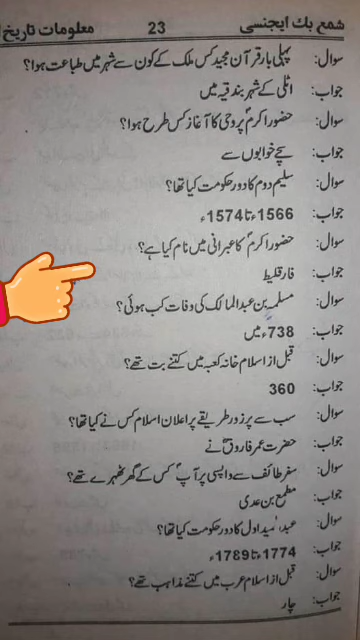 شمع بک ایجنسی 23 معلومات تاریخ
سوال: پہلی بار قرآن مجید کس ملک کے کون سے شہر میں طباعت ہوا؟
جواب: اٹلی کے شہر بندقیہ میں
سوال: حضور اکرمؐ پر وحی کا آغاز کس طرح ہوا؟
جواب: سچے خوابوں سے
سوال: سلیم دوم کا دور حکومت کیا تھا؟
جواب: 1566ء تا 1574ء
سوال: حضور اکرمؐ کا عبرانی میں نام کیا ہے؟
جواب: فارقلیط
سوال: مسلمہ بن عبدالمالک کی وفات کب ہوئی؟
جواب: 738ء میں
سوال: قبل از اسلام خانہ کعبہ میں کتنے بت تھے؟
جواب: 360
سوال: سب سے پر زور طریقے پر اعلان اسلام کس نے کیا تھا؟
جواب: حضرت عمر فاروقؓ نے
سوال: سفر طائف سے واپسی پر آپؐ کس کے گھر ٹھہرے تھے؟
جواب: مطعم بن عدی
سوال: عبدالحمید اول کا دور حکومت کیا تھا؟
جواب: 1774ء تا 1789ء
سوال: قبل از اسلام عرب میں کتنے مذاہب تھے؟
جواب: چار